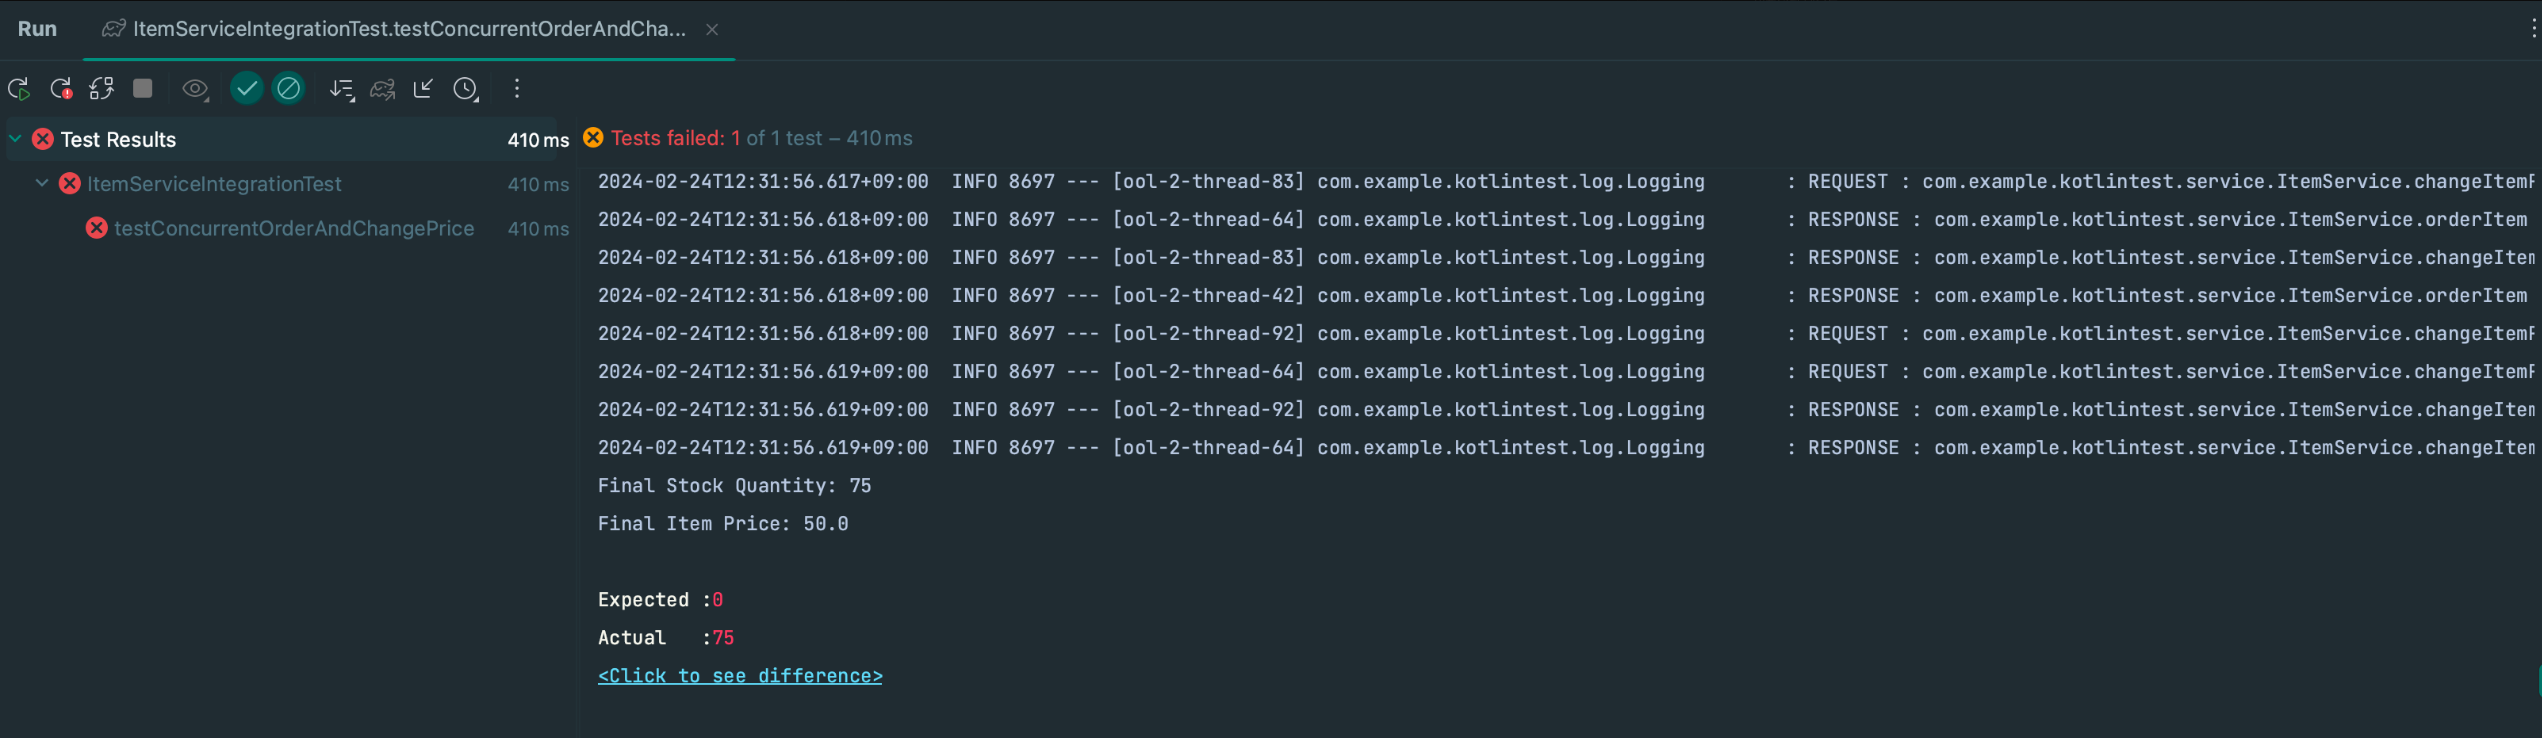 Run
ItemServiceIntegrationTest.testConcurrentOrderAndCha...
Test Results 410 ms
ItemServiceIntegrationTest 410 ms
testConcurrentOrderAndChangePrice 410 ms
Tests failed: 1 of 1 test – 410 ms
2024-02-24T12:31:56.617+09:00 INFO 8697 --- [ool-2-thread-83] com.example.kotlintest.log.Logging : REQUEST : com.example.kotlintest.service.ItemService.changeItemP
2024-02-24T12:31:56.618+09:00 INFO 8697 --- [ool-2-thread-64] com.example.kotlintest.log.Logging : RESPONSE : com.example.kotlintest.service.ItemService.orderItem
2024-02-24T12:31:56.618+09:00 INFO 8697 --- [ool-2-thread-83] com.example.kotlintest.log.Logging : RESPONSE : com.example.kotlintest.service.ItemService.changeItem
2024-02-24T12:31:56.618+09:00 INFO 8697 --- [ool-2-thread-42] com.example.kotlintest.log.Logging : RESPONSE : com.example.kotlintest.service.ItemService.orderItem
2024-02-24T12:31:56.618+09:00 INFO 8697 --- [ool-2-thread-92] com.example.kotlintest.log.Logging : REQUEST : com.example.kotlintest.service.ItemService.changeItemP
2024-02-24T12:31:56.619+09:00 INFO 8697 --- [ool-2-thread-64] com.example.kotlintest.log.Logging : REQUEST : com.example.kotlintest.service.ItemService.changeItemP
2024-02-24T12:31:56.619+09:00 INFO 8697 --- [ool-2-thread-92] com.example.kotlintest.log.Logging : RESPONSE : com.example.kotlintest.service.ItemService.changeItem
2024-02-24T12:31:56.619+09:00 INFO 8697 --- [ool-2-thread-64] com.example.kotlintest.log.Logging : RESPONSE : com.example.kotlintest.service.ItemService.changeItem
Final Stock Quantity: 75
Final Item Price: 50.0
Expected :0
Actual :75
<Click to see difference>